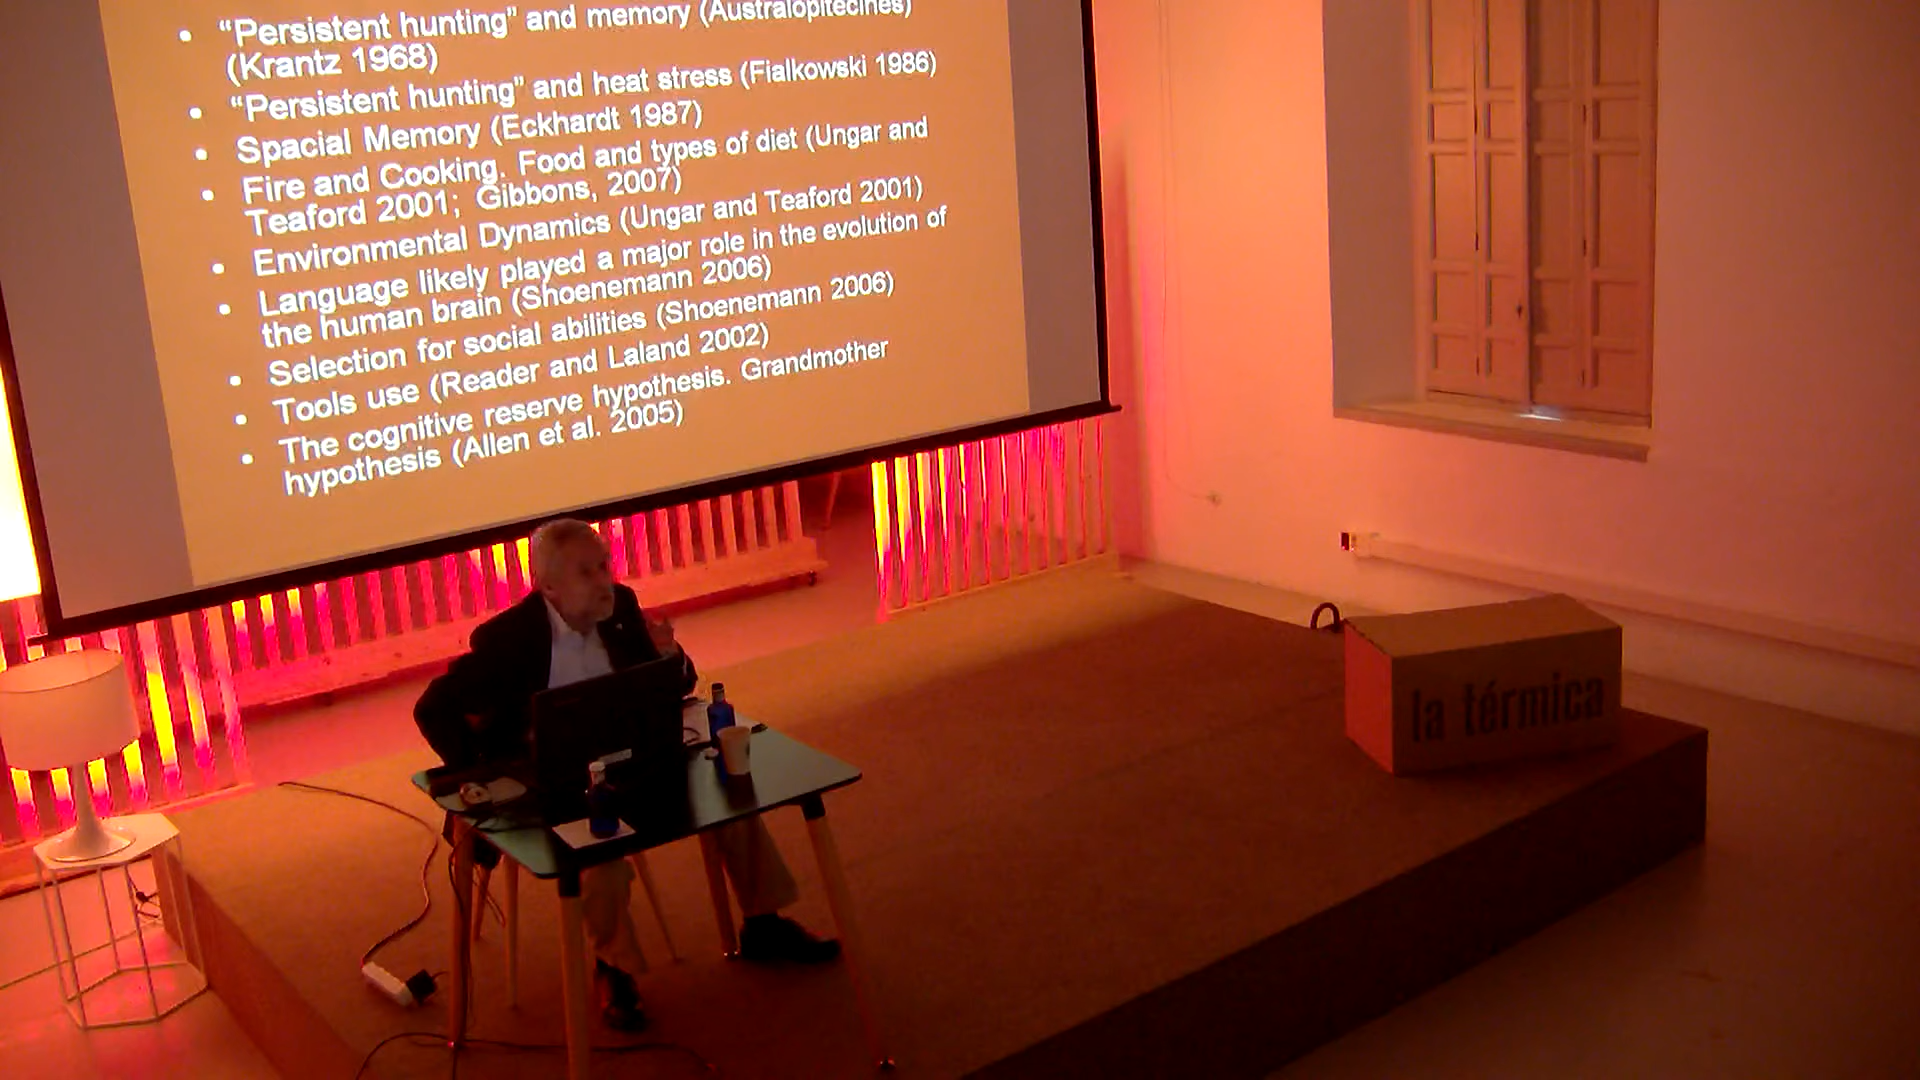 “Persistent hunting” and memory (Australopitecines)
(Krantz 1968)
“Persistent hunting” and heat stress (Fialkowski 1986)
Spacial Memory (Eckhardt 1987)
Fire and Cooking. Food and types of diet (Ungar and
Teaford 2001; Gibbons, 2007)
Environmental Dynamics (Ungar and Teaford 2001)
Language likely played a major role in the evolution of
the human brain (Shoenemann 2006)
Selection for social abilities (Shoenemann 2006)
Tools use (Reader and Laland 2002)
The cognitive reserve hypothesis. Grandmother
hypothesis (Allen et al. 2005)
la térmica